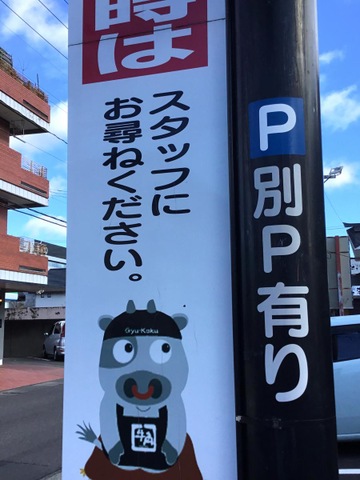 時は
スタッフに
お尋ねください。
Gyu-Kaku
牛角
P
別P有り